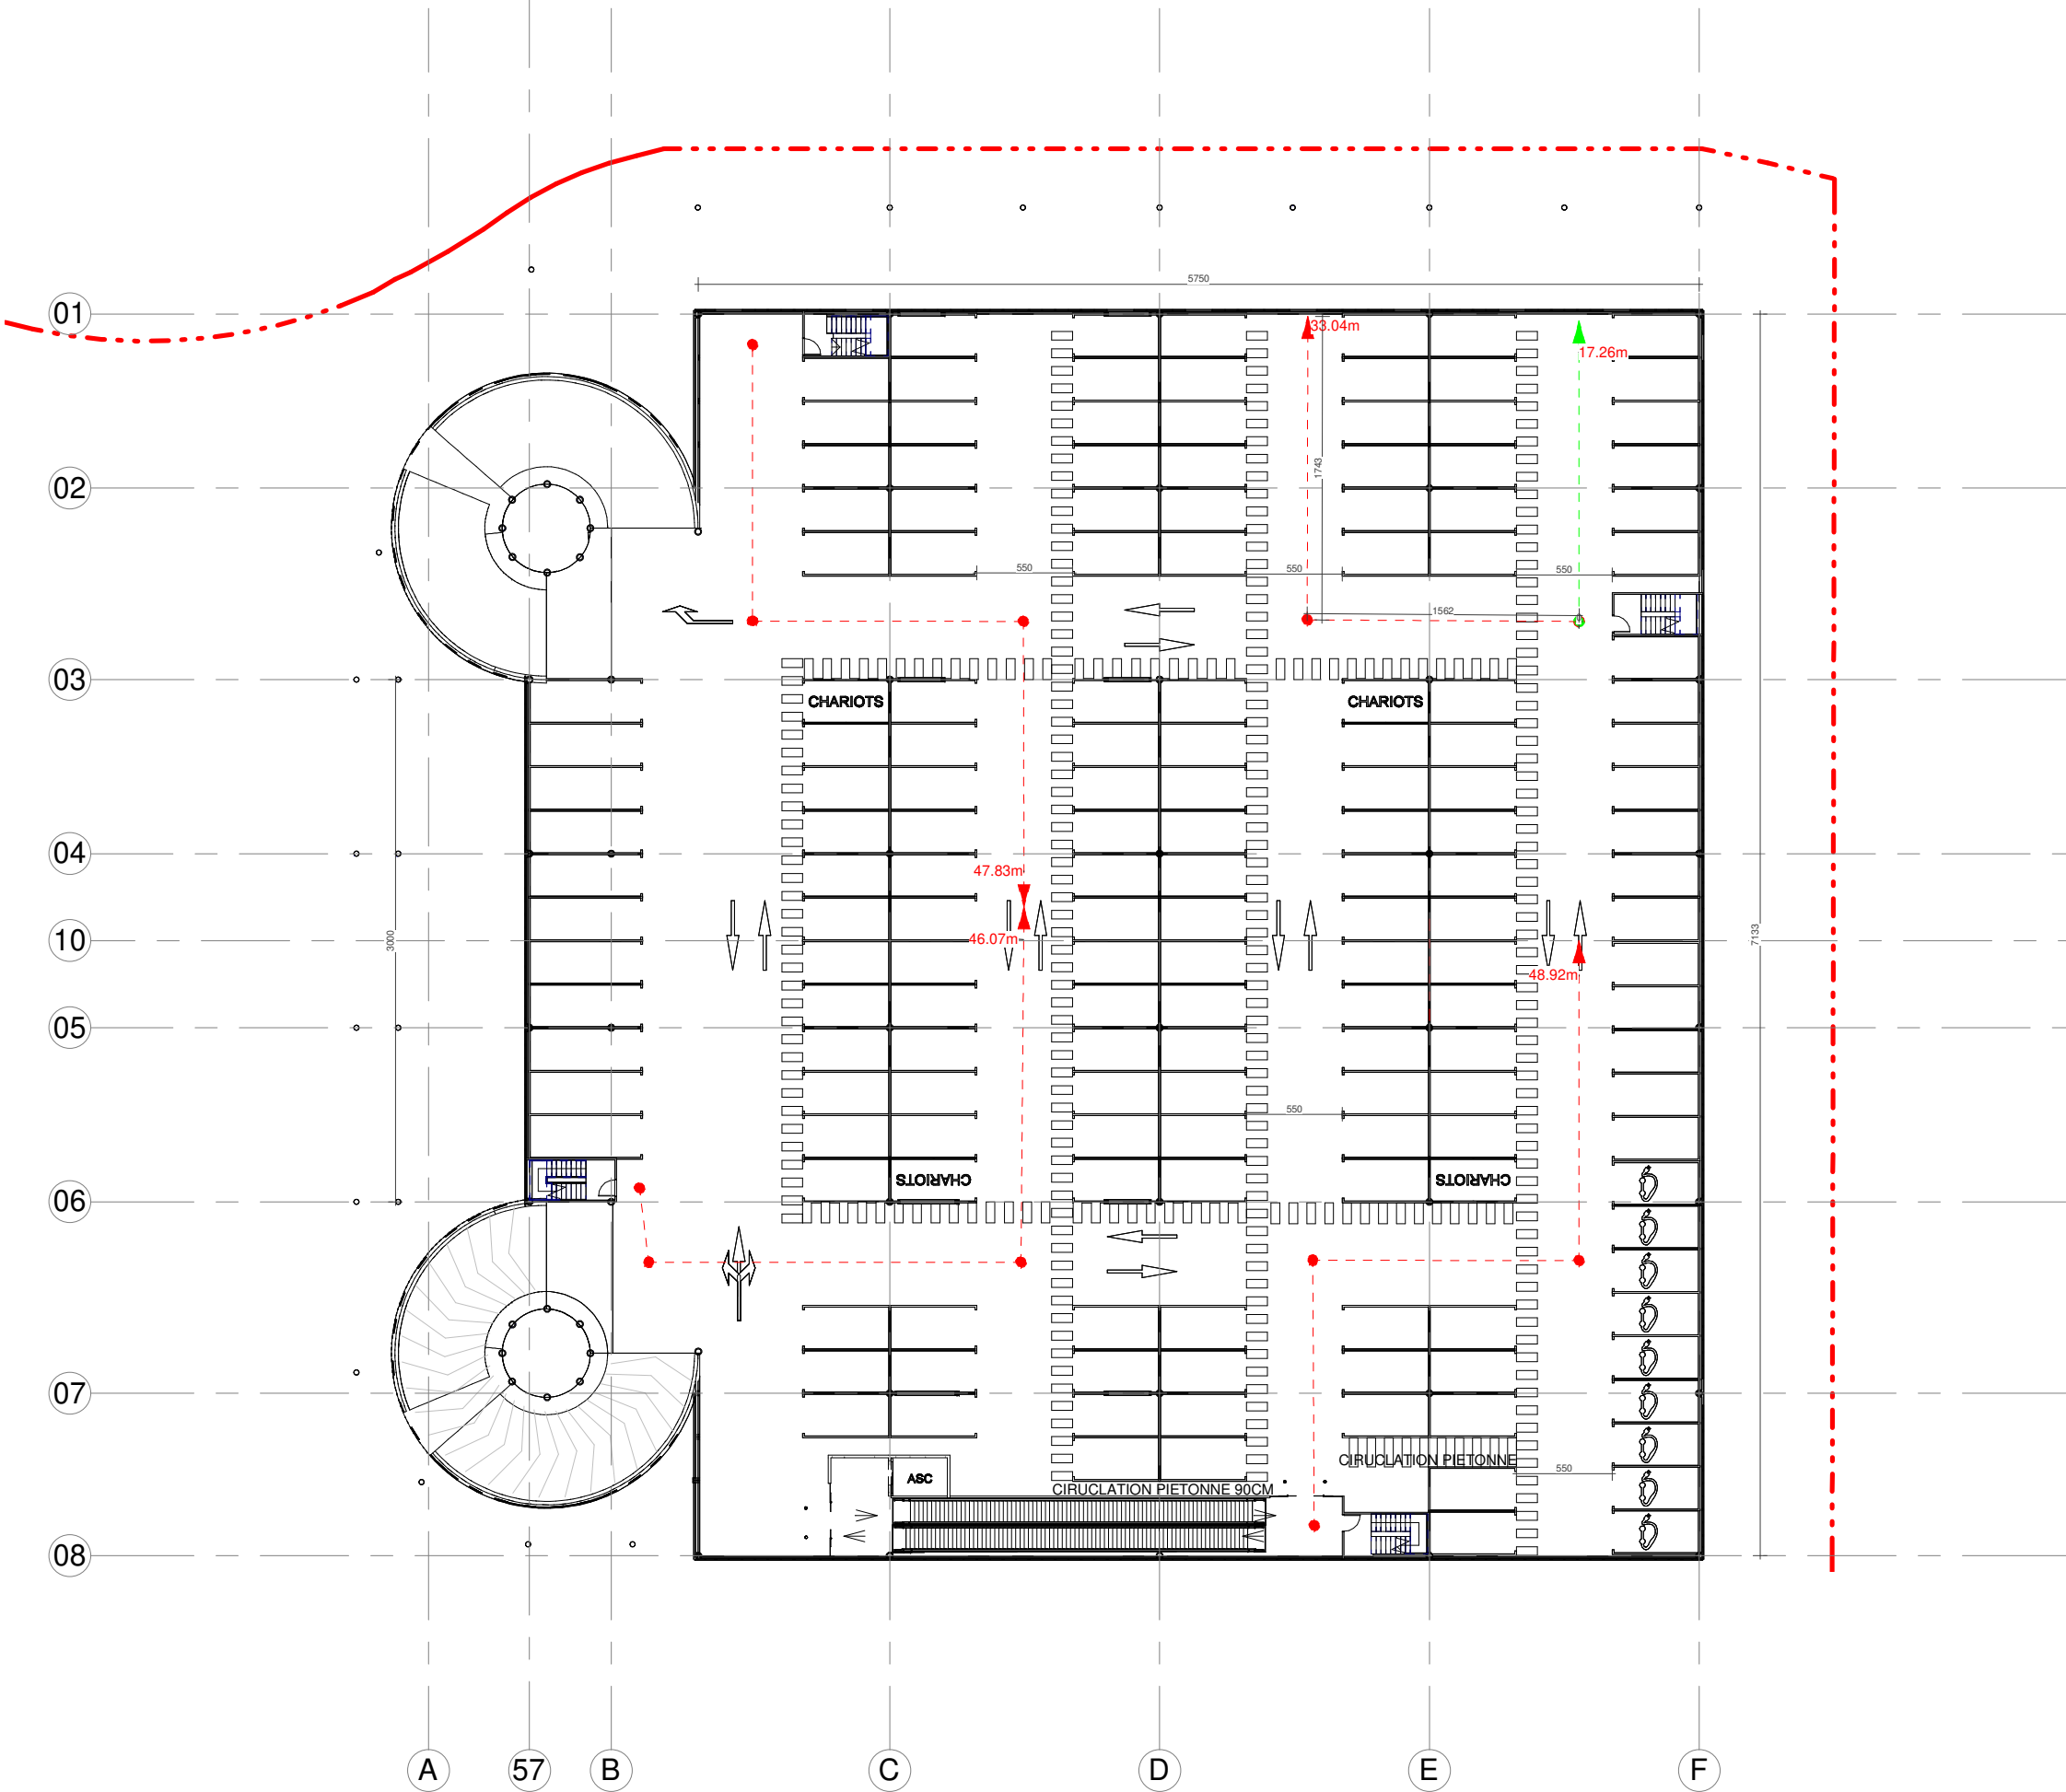 5750
01
33.04m
17.26m
1743
02
550
550
550
1562
03
CHARIOTS
CHARIOTS
04
47.83m
3000
10
46.07m
7133
48.92m
05
550
CHARIOTS
CHARIOTS
06
07
CIRUCLATION PIETONNE
550
ASC
CIRUCLATION PIETONNE 90CM
08
A
57
B
C
D
E
F